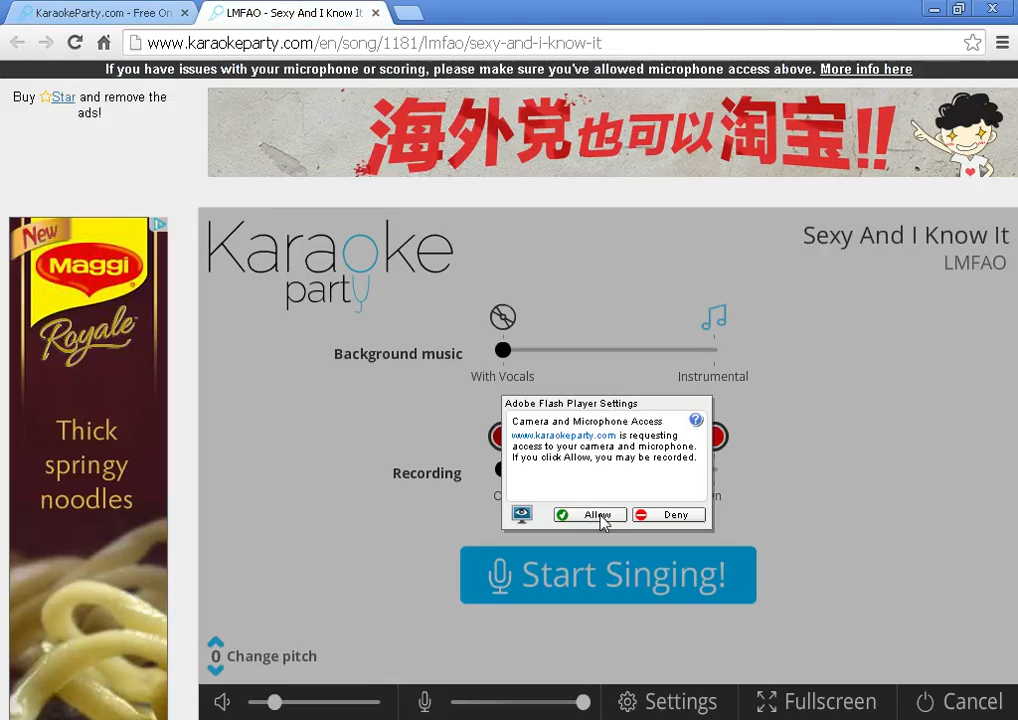 KaraokeParty.com - Free On
LMFAO - Sexy And I Know It
www.karaokeparty.com/en/song/1181/lmfao/sexy-and-i-know-it
If you have issues with your microphone or scoring, please make sure you've allowed microphone access above. More info here
Buy Star and remove the
ads!
海外党也可以淘宝!!
New
Maggi
Royale
Thick
springy
noodles
Karaoke
party
Sexy And I Know It
LMFAO
Background music
With Vocals
Instrumental
Recording
Adobe Flash Player Settings
Camera and Microphone Access
www.karaokeparty.com is requesting
access to your camera and microphone.
If you click Allow, you may be recorded.
Allow
Deny
Start Singing!
0 Change pitch
Settings
Fullscreen
Cancel